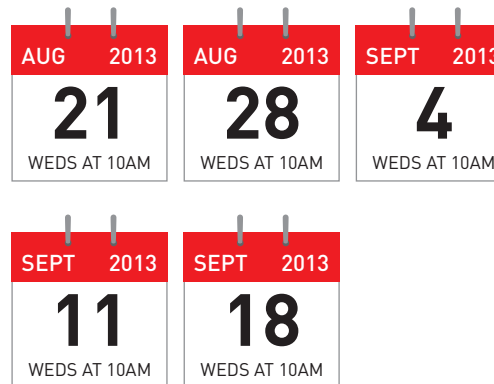 AUG 2013
21
WEDS AT 10AM
AUG 2013
28
WEDS AT 10AM
SEPT 2013
4
WEDS AT 10AM
SEPT 2013
11
WEDS AT 10AM
SEPT 2013
18
WEDS AT 10AM